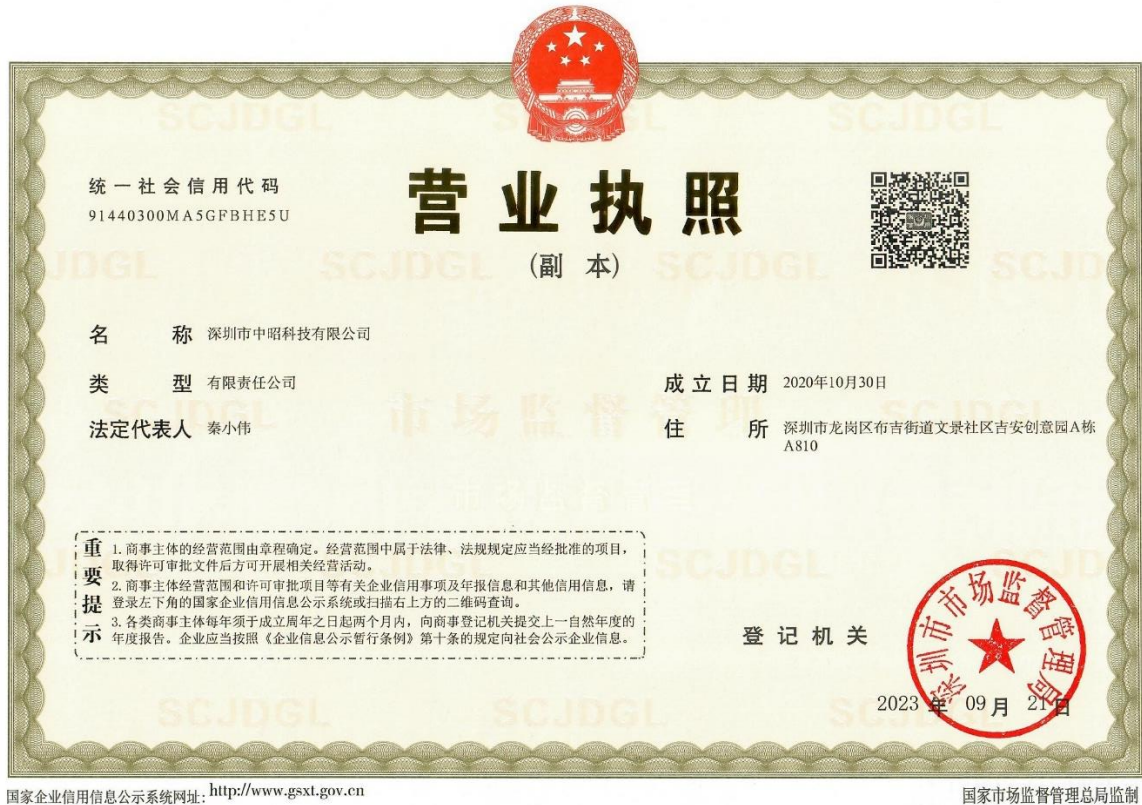 统一社会信用代码
91440300MA5GFBHE5U
营业执照
(副 本)
名 称 深圳市中昭科技有限公司
类 型 有限责任公司
成立日期 2020年10月30日
法定代表人 秦小伟
住 所 深圳市龙岗区布吉街道文景社区吉安创意园A栋
A810
重要提示
1. 商事主体的经营范围由章程确定。经营范围中属于法律、法规规定应当经批准的项目，
取得许可审批文件后方可开展相关经营活动。
2. 商事主体经营范围和许可审批项目等有关企业信用事项及年报信息和其他信用信息，请
登录左下角的国家企业信用信息公示系统或扫描右上方的二维码查询。
3. 各类商事主体每年须于成立周年之日起两个月内，向商事登记机关提交上一自然年度的
年度报告。企业应当按照《企业信息公示暂行条例》第十条的规定向社会公示企业信息。
登记机关
深圳市市场监督管理局
2023 年 09 月 21 日
国家企业信用信息公示系统网址: http://www.gsxt.gov.cn
国家市场监督管理总局监制
SCJDGL
市场监督管理